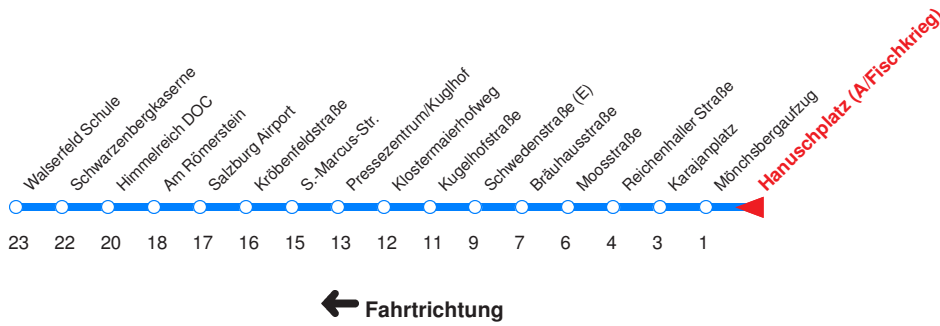 Walserfeld Schule
Schwarzenbergkaserne
Himmelreich DOC
Am Römerstein
Salzburg Airport
Kröbenfeldstraße
S.-Marcus-Str.
Pressezentrum/Kuglhof
Klostermaierhofweg
Kugelhofstraße
Schwedenstraße (E)
Bräuhausstraße
Moosstraße
Reichenhaller Straße
Karajanplatz
Mönchsbergaufzug
Hanuschplatz (A/Fischkrieg)
23 22 20 18 17 16 15 13 12 11 9 7 6 4 3 1
Fahrtrichtung